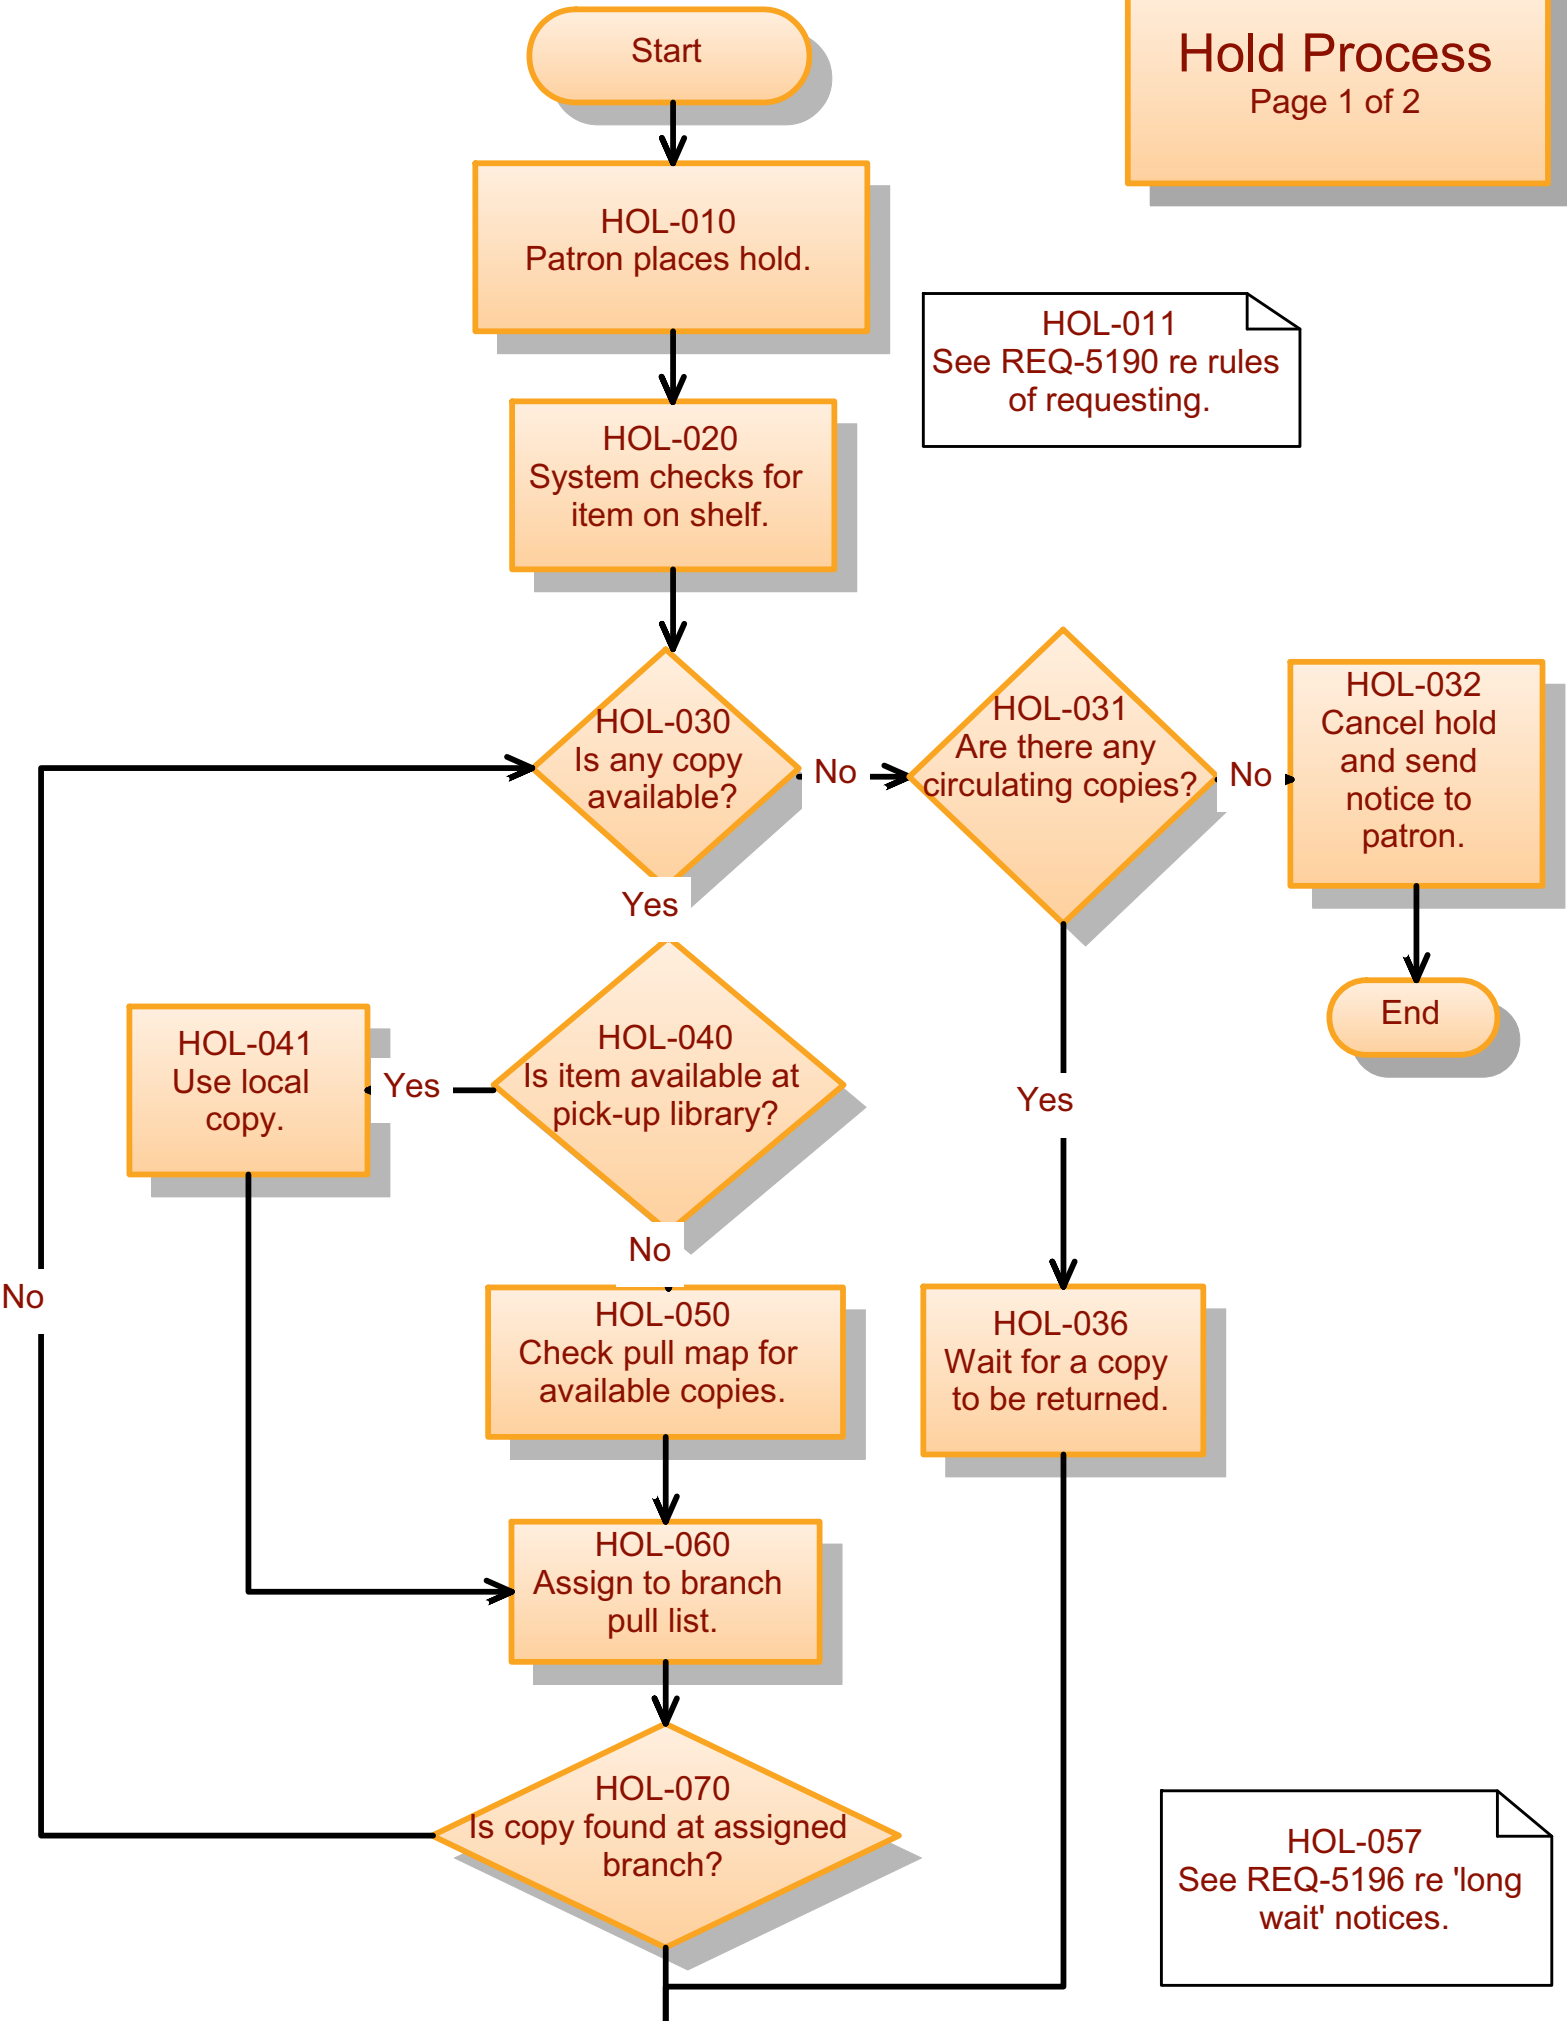 Start
Hold Process
Page 1 of 2
HOL-010
Patron places hold.
HOL-011
See REQ-5190 re rules
of requesting.
HOL-020
System checks for
item on shelf.
HOL-030
Is any copy
available?
No
HOL-031
Are there any
circulating copies?
No
HOL-032
Cancel hold
and send
notice to
patron.
Yes
End
HOL-041
Use local
copy.
Yes
HOL-040
Is item available at
pick-up library?
Yes
No
No
HOL-050
Check pull map for
available copies.
HOL-036
Wait for a copy
to be returned.
HOL-060
Assign to branch
pull list.
HOL-070
Is copy found at assigned
branch?
HOL-057
See REQ-5196 re 'long
wait' notices.